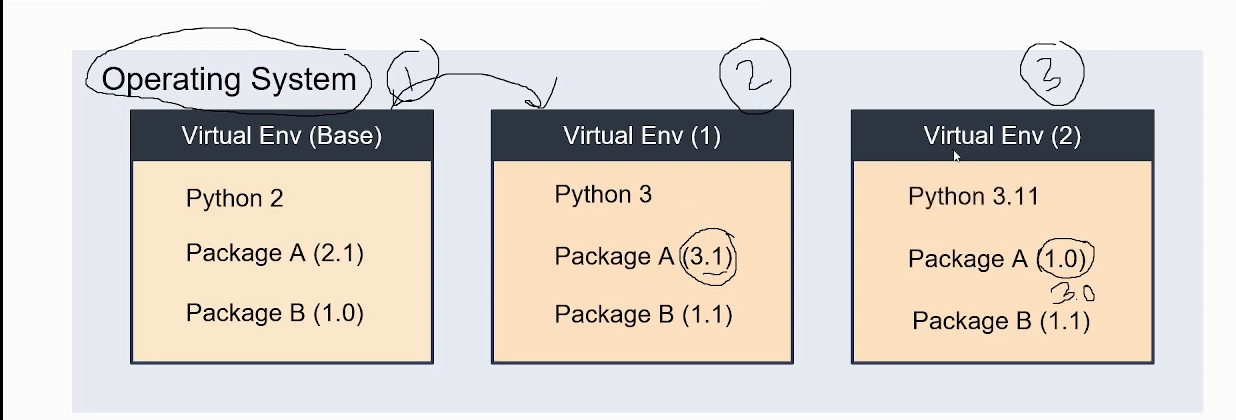 Operating System
1
2
3
Virtual Env (Base)
Python 2
Package A (2.1)
Package B (1.0)
Virtual Env (1)
Python 3
Package A (3.1)
Package B (1.1)
Virtual Env (2)
Python 3.11
Package A (1.0)
3.0
Package B (1.1)